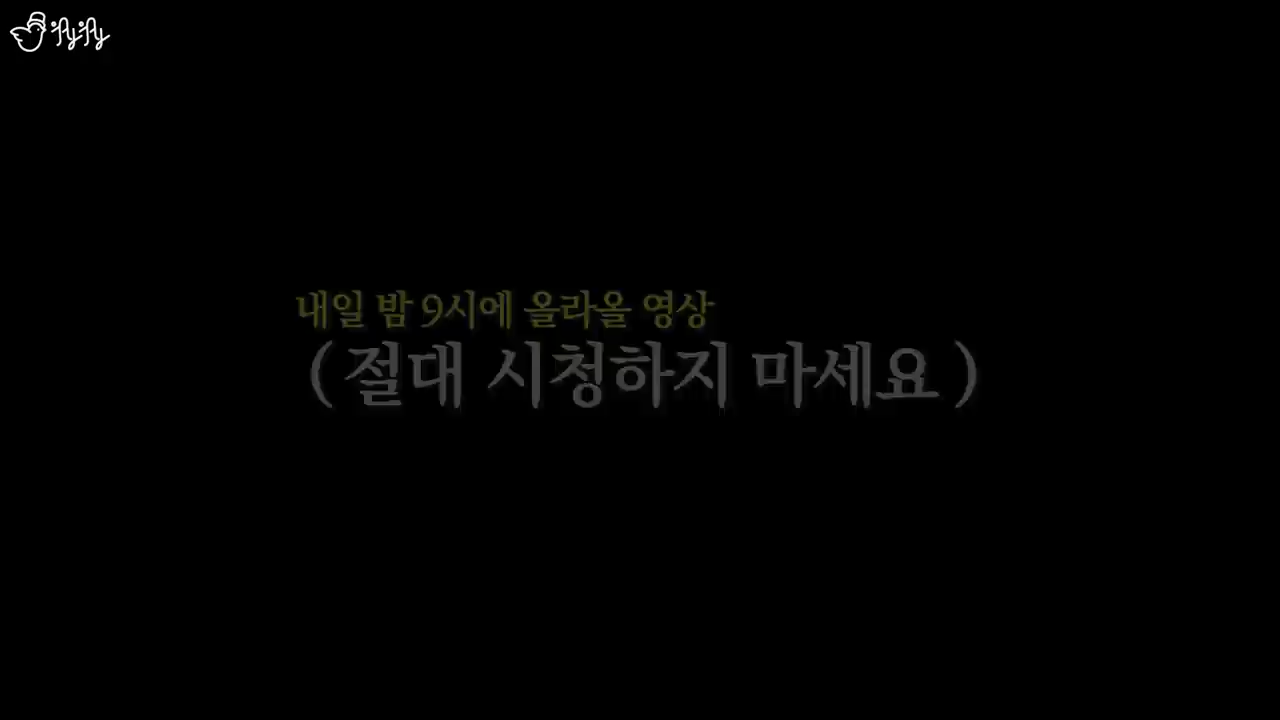 내일 밤 9시에 올라올 영상
( 절대 시청하지 마세요 )